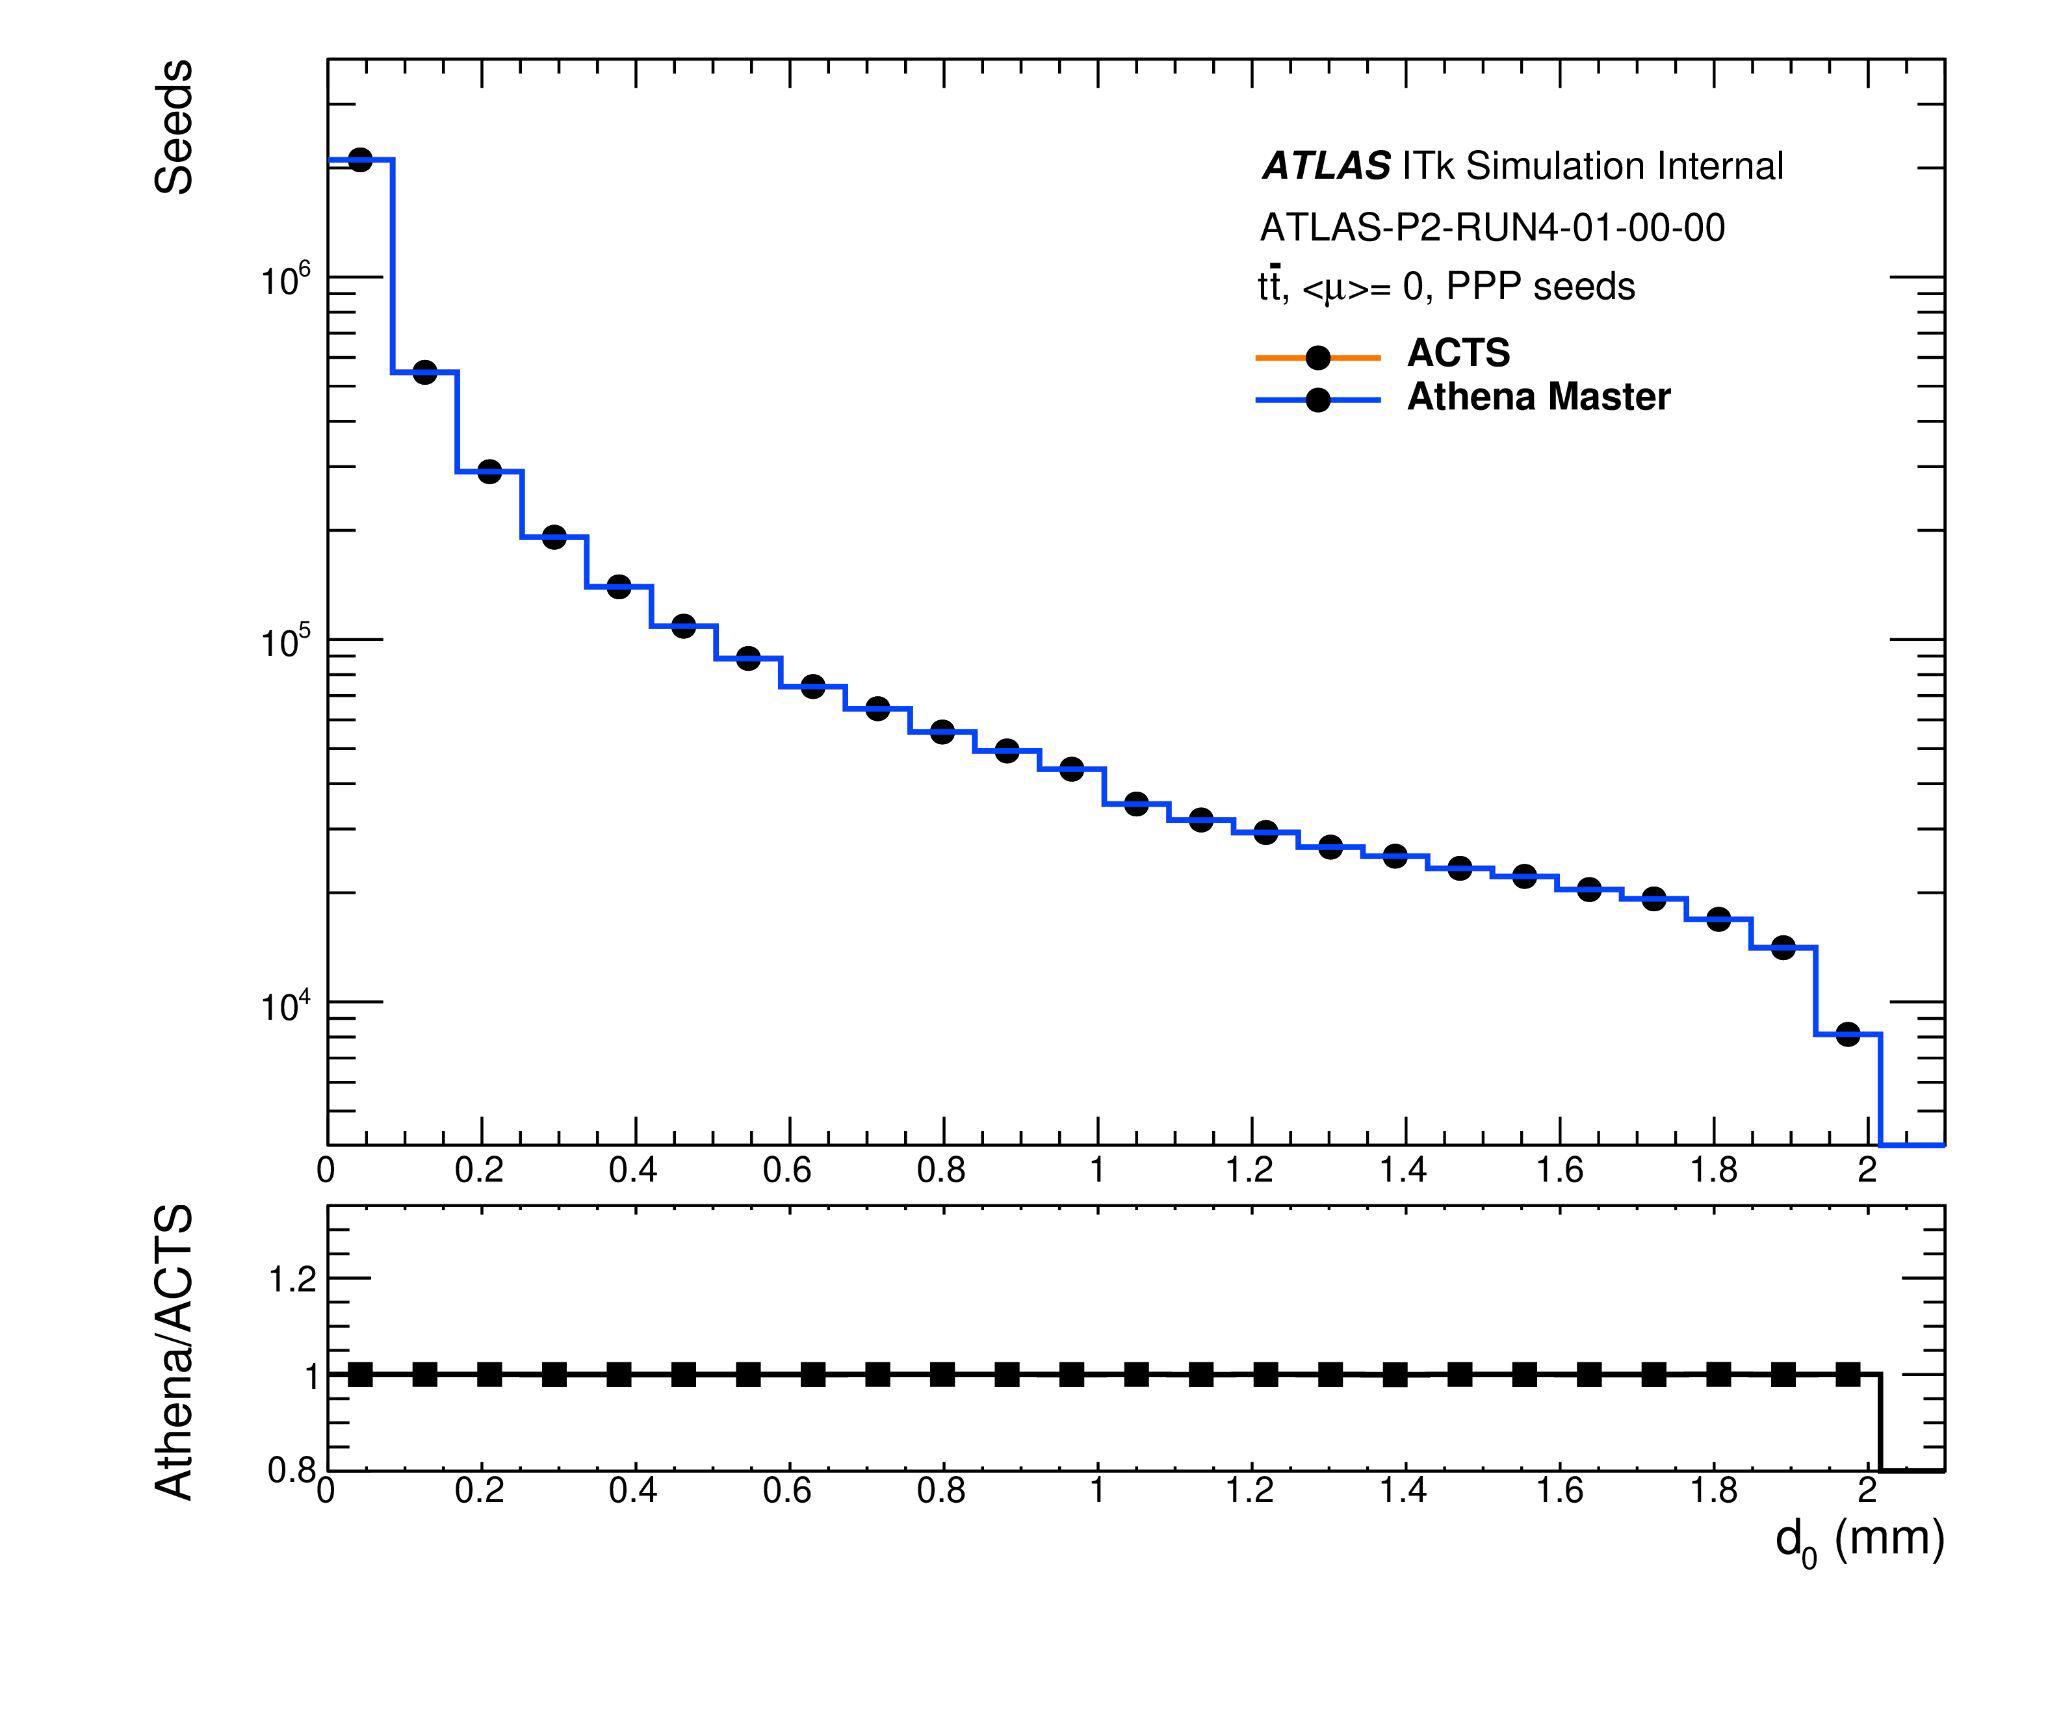 Seeds
ATLAS ITk Simulation Internal
ATLAS-P2-RUN4-01-00-00
tt̄, <μ>= 0, PPP seeds
ACTS
Athena Master
10⁶
10⁵
10⁴
0 0.2 0.4 0.6 0.8 1 1.2 1.4 1.6 1.8 2
Athena/ACTS
1.2
1
0.8
0 0.2 0.4 0.6 0.8 1 1.2 1.4 1.6 1.8 2
d₀ (mm)